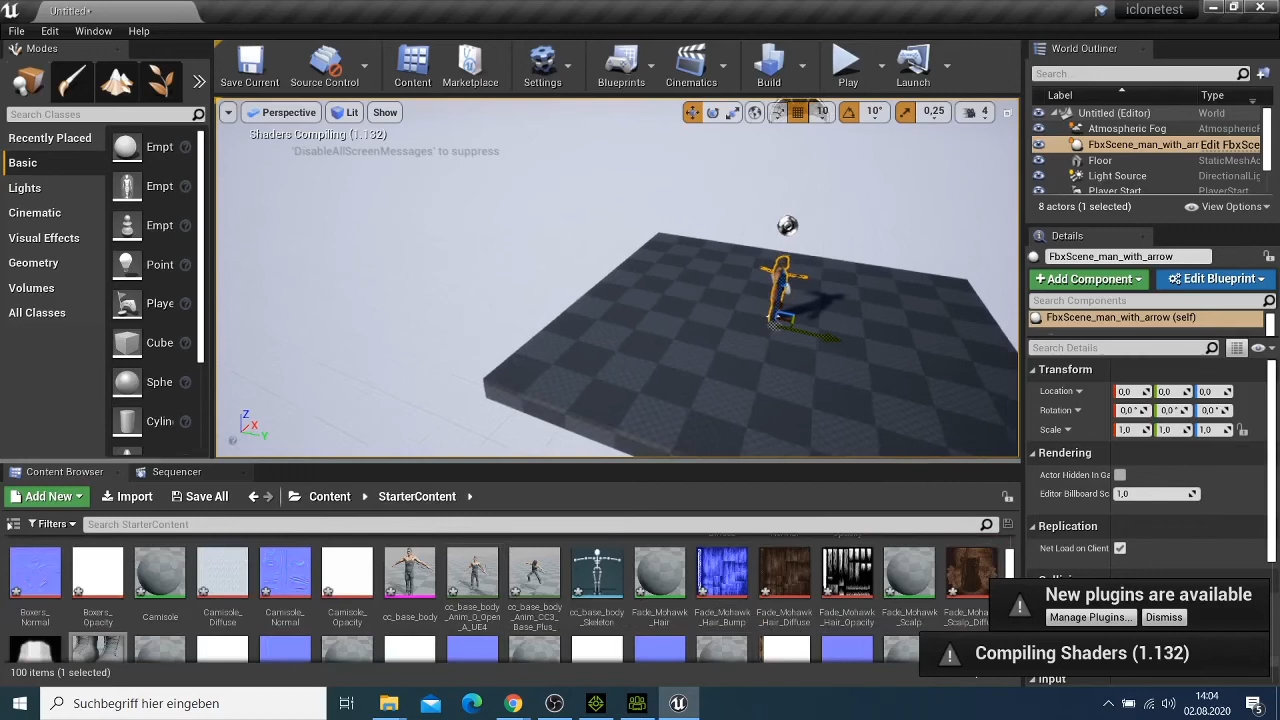 Untitled*
iclonetest
File Edit Window Help
Modes
Search Classes
Recently Placed
Basic
Lights
Cinematic
Visual Effects
Geometry
Volumes
All Classes
Empt
Empt
Empt
Point
Playe
Cube
Sphe
Cylin
Save Current
Source Control
Content
Marketplace
Settings
Blueprints
Cinematics
Build
Play
Launch
Perspective
Lit
Show
10
10°
0,25
4
Shaders Compiling (1.132)
'DisableAllScreenMessages' to suppress
Z
X
Y
World Outliner
Search...
Label Type
Untitled (Editor) World
Atmospheric Fog Atmospheric
FbxScene_man_with_arr Edit FbxSce
Floor StaticMeshAc
Light Source DirectionalLig
Player Start PlayerStart
8 actors (1 selected) View Options
Details
FbxScene_man_with_arrow
+ Add Component Edit Blueprint
Search Components
FbxScene_man_with_arrow (self)
Search Details
Transform
Location 0,0 0,0 0,0
Rotation 0,0 ° 0,0 ° 0,0 °
Scale 1,0 1,0 1,0
Rendering
Actor Hidden In Ga
Editor Billboard Sc 1,0
Replication
Net Load on Client
Input
Content Browser Sequencer
Add New Import Save All Content StarterContent
Filters Search StarterContent
Boxers_Normal
Boxers_Opacity
Camisole
Camisole_Diffuse
Camisole_Normal
Camisole_Opacity
cc_base_body
cc_base_body_Anim_0_Open_A_UE4
cc_base_body_Anim_CC3_Base_Plus_
cc_base_body_Skeleton
Fade_Mohawk_Hair
Fade_Mohawk_Hair_Bump
Fade_Mohawk_Hair_Diffuse
Fade_Mohawk_Hair_Opacity
Fade_Mohawk_Scalp
Fade_Mohawk_Scalp_Diffus
100 items (1 selected)
New plugins are available
Manage Plugins... Dismiss
Compiling Shaders (1.132)
Suchbegriff hier eingeben
14:04
02.08.2020
5